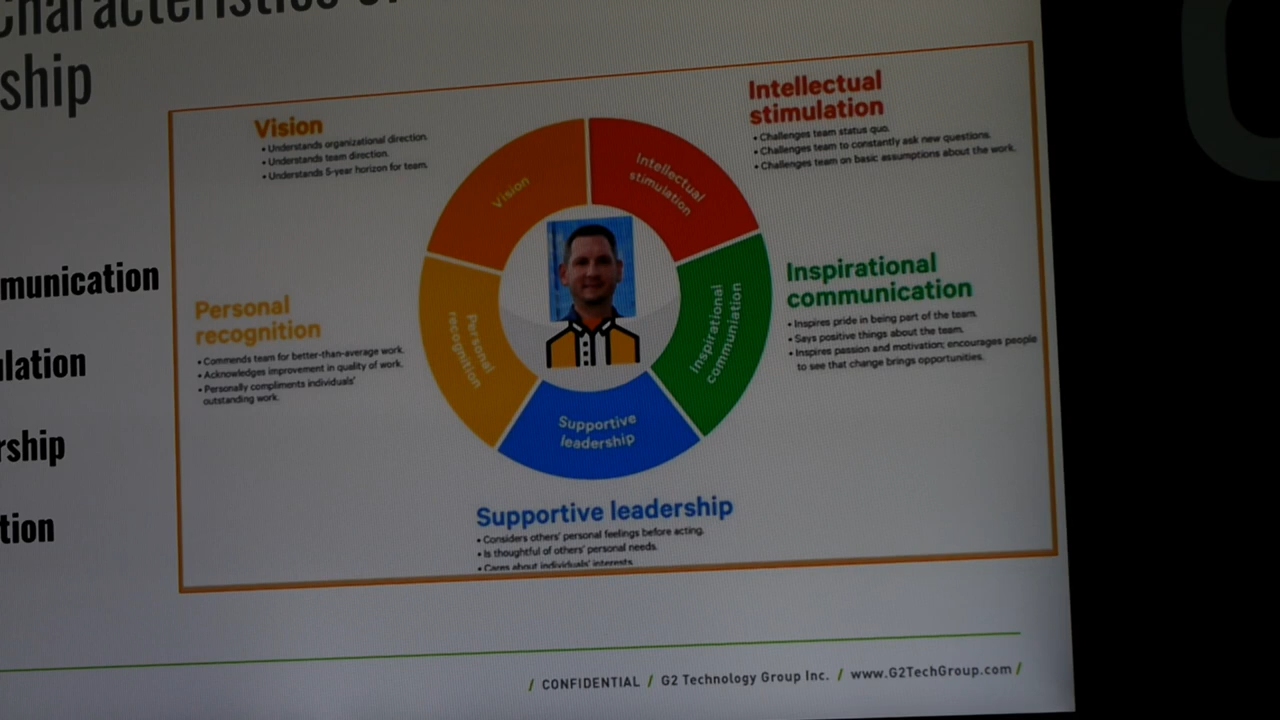 Characteristics of
ship
munication
ulation
rship
tion
Vision
• Understands organizational direction.
• Understands team direction.
• Understands 5-year horizon for team.
Intellectual
stimulation
• Challenges team status quo.
• Challenges team to constantly ask new questions.
• Challenges team on basic assumptions about the work.
Personal
recognition
• Commends team for better-than-average work.
• Acknowledges improvement in quality of work.
• Personally compliments individuals'
outstanding work.
Inspirational
communication
• Inspires pride in being part of the team.
• Says positive things about the team.
• Inspires passion and motivation; encourages people
to see that change brings opportunities.
Vision
Intellectual
stimulation
Inspirational
communiation
Supportive
leadership
Personal
recognition
Supportive leadership
• Considers others' personal feelings before acting.
• Is thoughtful of others' personal needs.
• Cares about individuals' interests.
/ CONFIDENTIAL / G2 Technology Group Inc. / www.G2TechGroup.com /